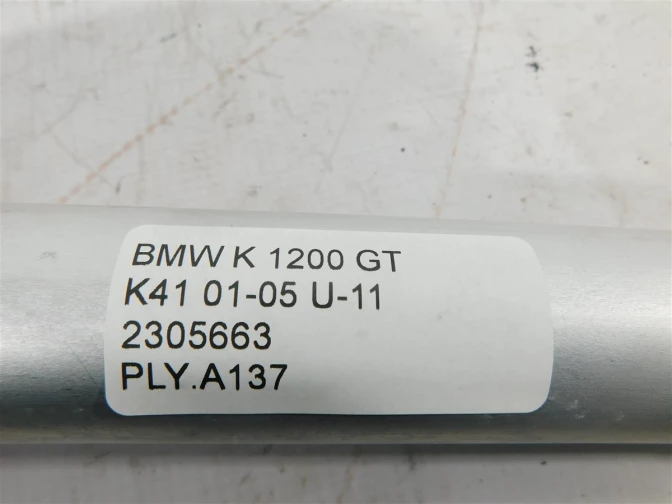 BMW K 1200 GT
K41 01-05 U-11
2305663
PLY.A137